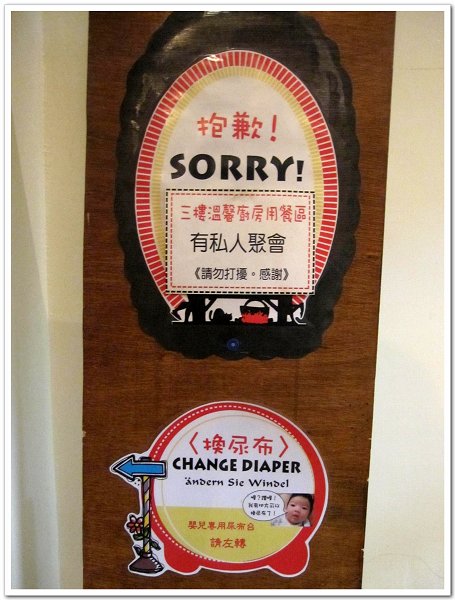 抱歉！
SORRY!
三樓溫馨廚房用餐區
有私人聚會
《請勿打擾。感謝》
〈換尿布〉
CHANGE DIAPER
ändern Sie Windel
嬰兒專用尿布台
請左轉